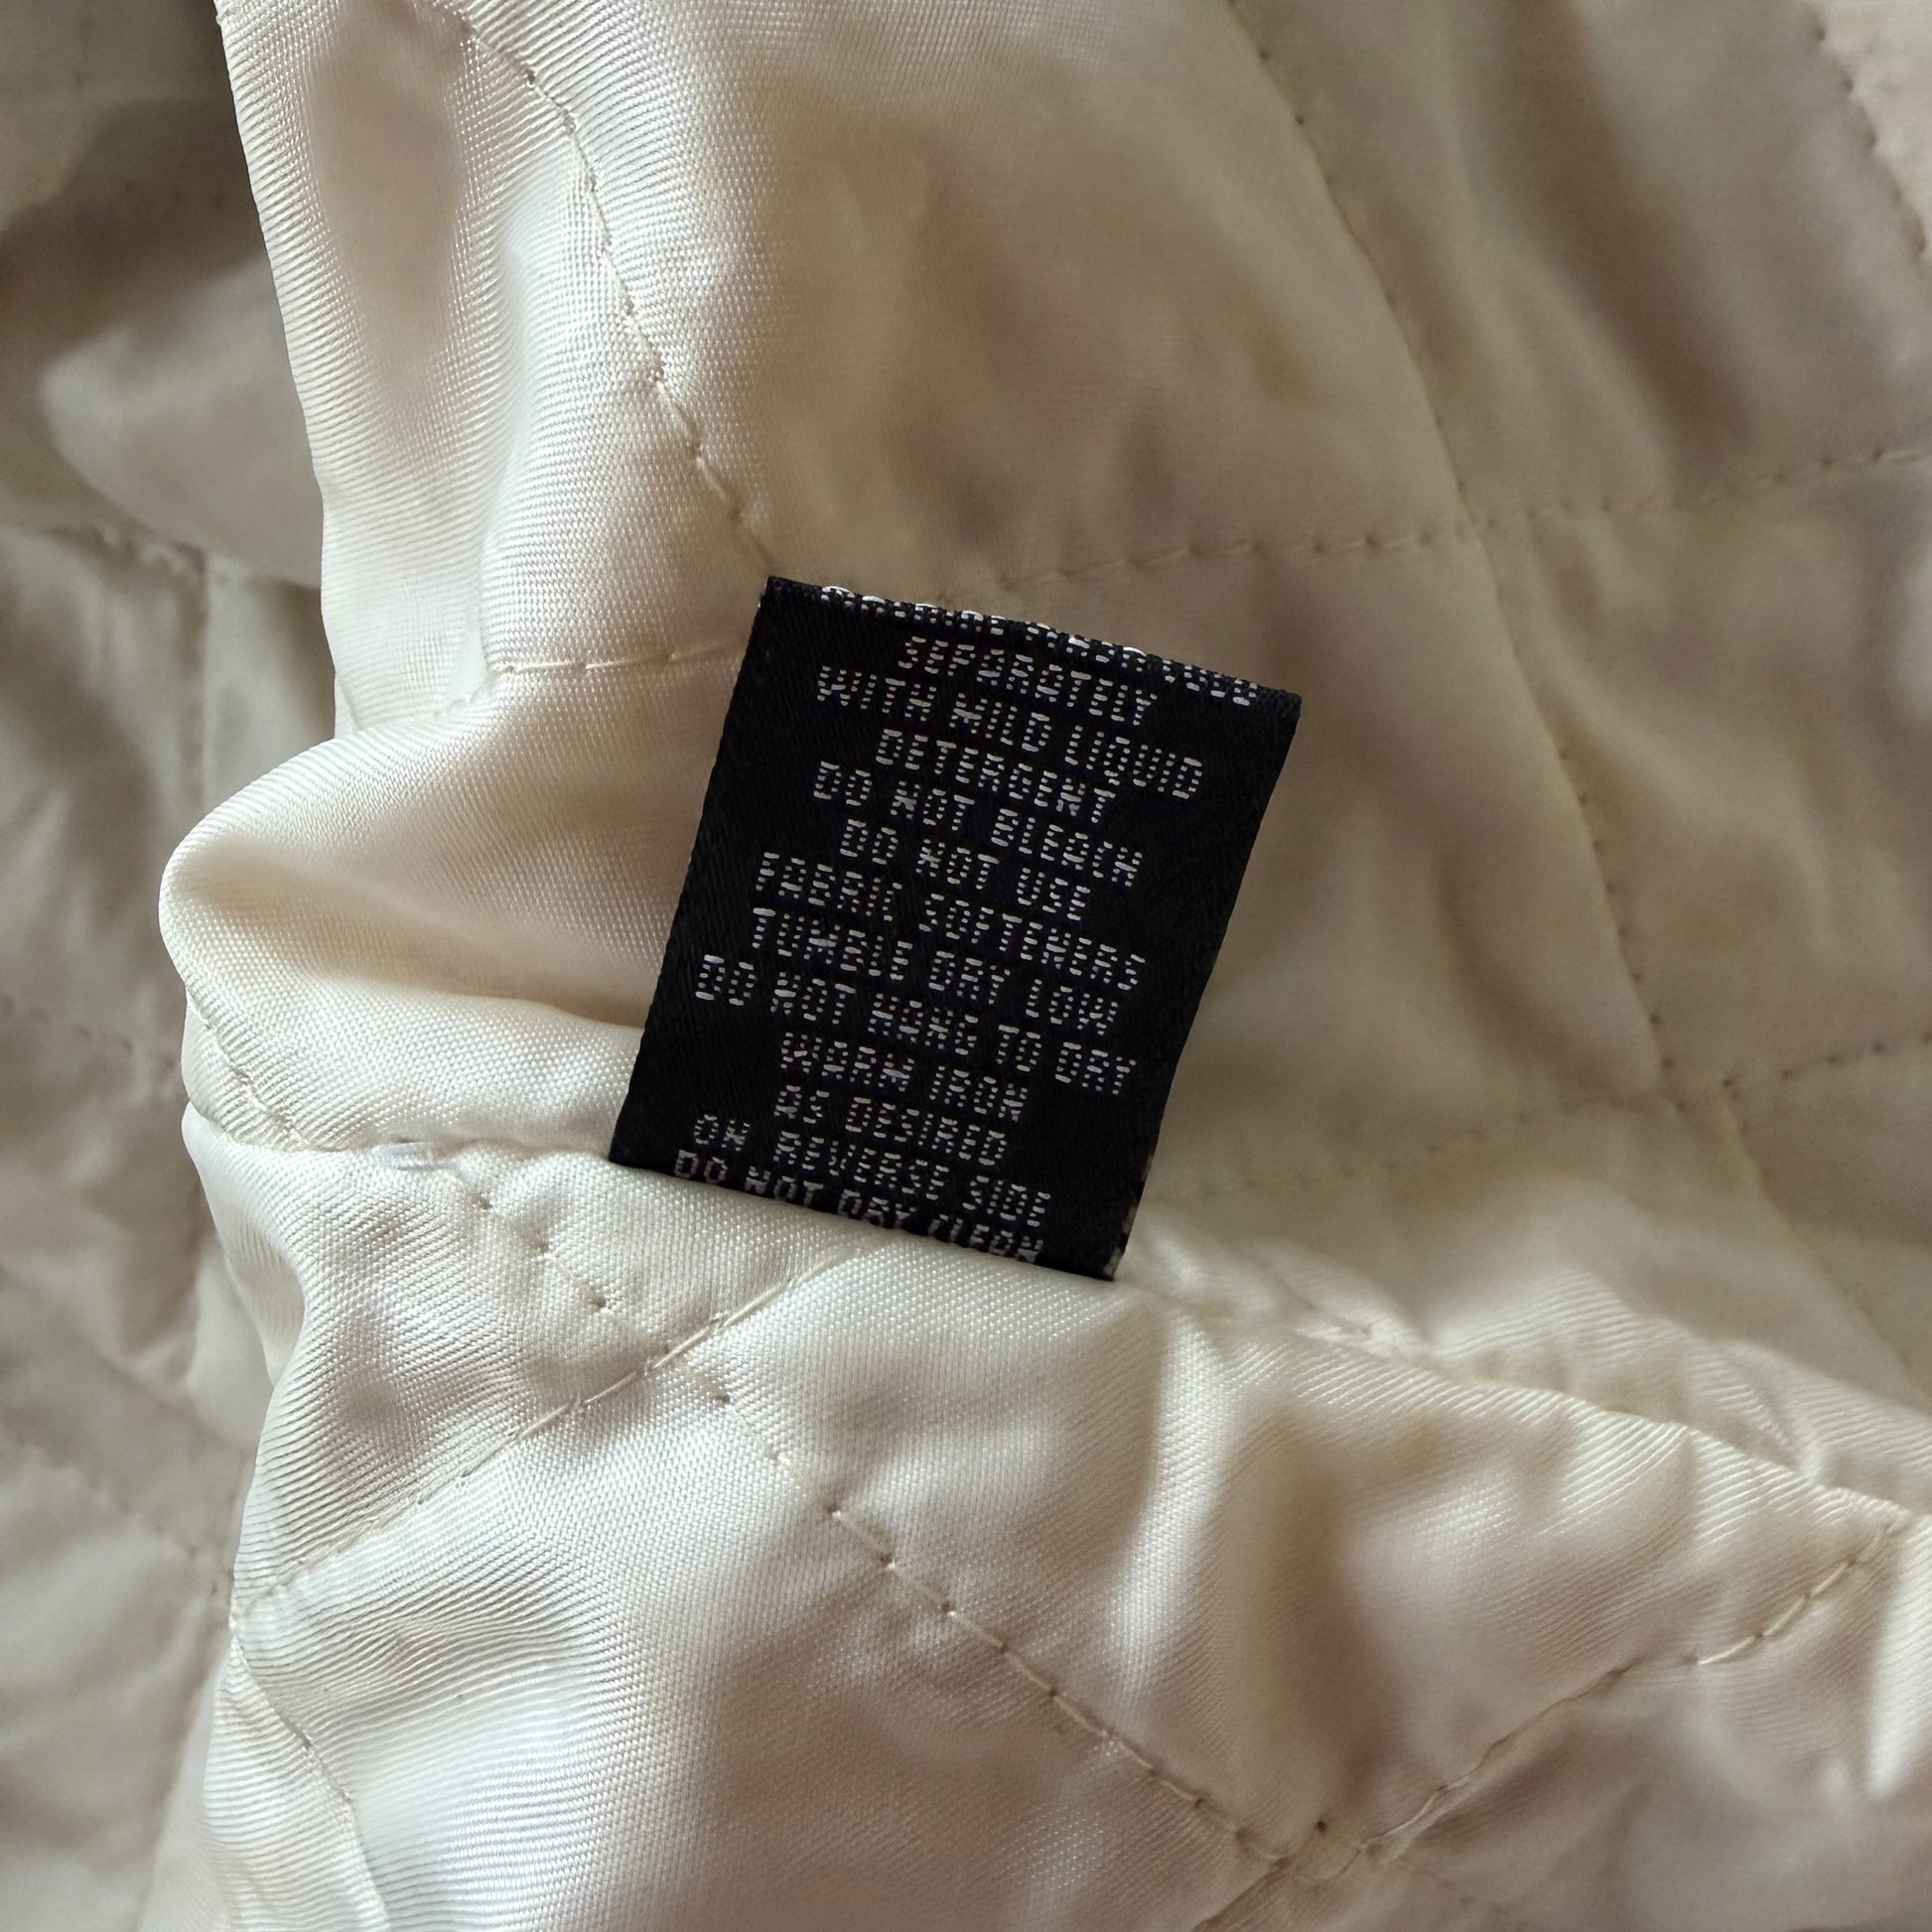 SEPARATELY
WITH MILD LIQUID
DETERGENT
DO NOT BLEACH
DO NOT USE
FABRIC SOFTENERS
TUMBLE DRY LOW
DO NOT HANG TO DRY
WARM IRON
AS DESIRED
ON REVERSE SIDE
DO NOT DRY CLEAN